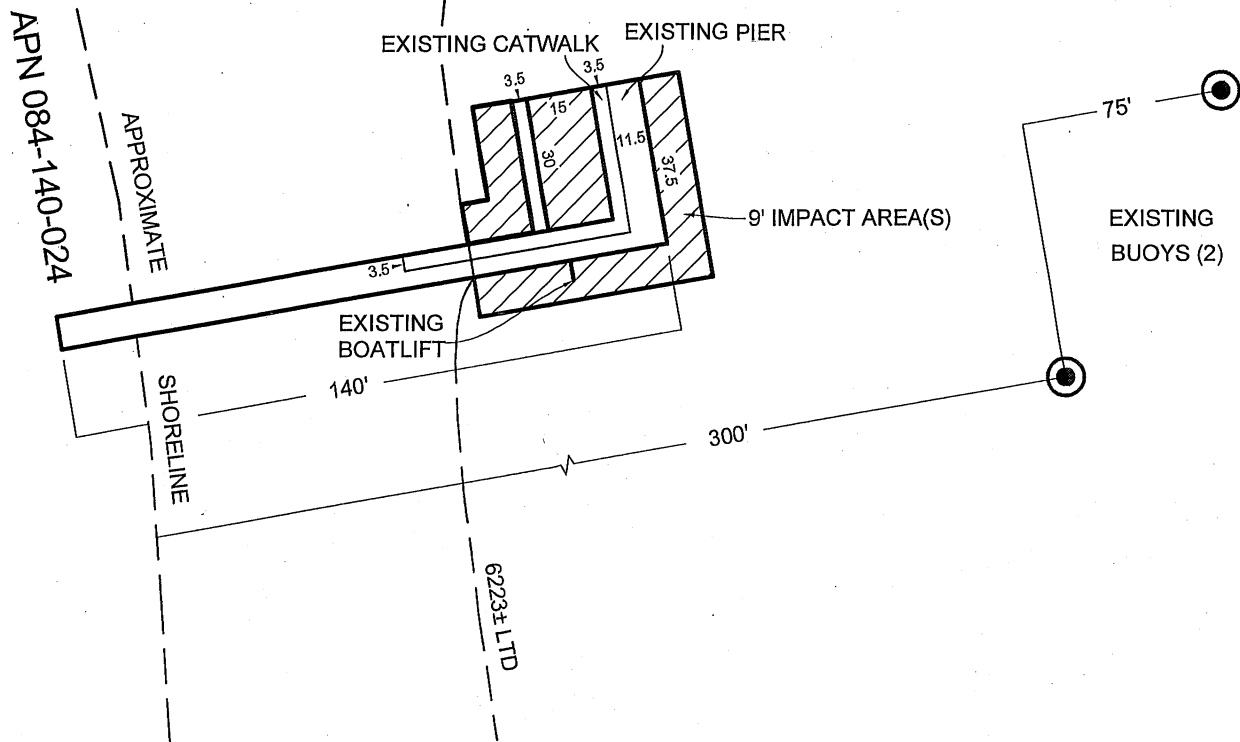 APN 084-140-024
APPROXIMATE
SHORELINE
EXISTING CATWALK
EXISTING PIER
3.5
3.5
15
30
11.5
37.5
3.5
9' IMPACT AREA(S)
EXISTING
BOATLIFT
140'
300'
75'
EXISTING
BUOYS (2)
6223± LTD